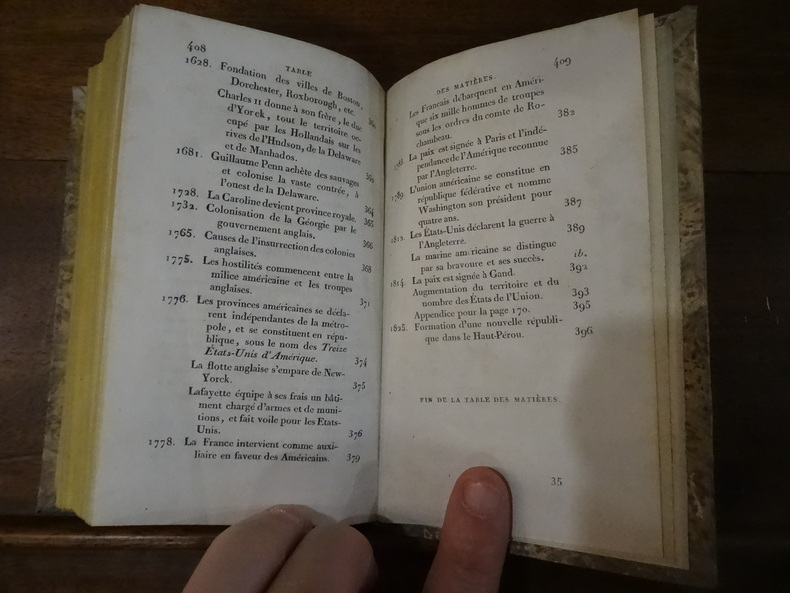 408
TABLE
1628. Fondation des villes de Boston,
Dorchester, Roxborough, etc.
Charles II donne à son frère, le duc
d'Yorck, tout le territoire oc-
cupé par les Hollandais sur les
rives de l'Hudson, de la Delaware
et de Manhados.
1681. Guillaume Penn achète des sauvages
et colonise la vaste contrée, à
l'ouest de la Delaware.
1728. La Caroline devient province royale. 364
1732. Colonisation de la Géorgie par le 365
gouvernement anglais. 366
1765. Causes de l'insurrection des colonies
anglaises. 368
1775. Les hostilités commencent entre la
milice américaine et les troupes
anglaises. 371
1776. Les provinces américaines se décla-
rent indépendantes de la métro-
pole, et se constituent en répu-
blique, sous le nom des Treize
États-Unis d'Amérique. 374
La flotte anglaise s'empare de New-
Yorck. 375
Lafayette équipe à ses frais un bâti-
ment chargé d'armes et de muni-
tions, et fait voile pour les Etats-
Unis. 376
1778. La France intervient comme auxi-
liaire en faveur des Américains. 379
DES MATIÈRES. 409
Les Français débarquent en Améri-
que six mille hommes de troupes
sous les ordres du comte de Ro-
chambeau. 382
La paix est signée à Paris et l'indé-
pendance de l'Amérique reconnue
par l'Angleterre. 385
1789. L'union américaine se constitue en
république fédérative et nomme
Washington son président pour
quatre ans. 387
1812. Les États-Unis déclarent la guerre à
l'Angleterre. 389
La marine américaine se distingue
par sa bravoure et ses succès. ib.
1814. La paix est signée à Gand. 392
Augmentation du territoire et du
nombre des États de l'Union. 393
Appendice pour la page 170. 395
1825. Formation d'une nouvelle républi-
que dans le Haut-Pérou. 396
FIN DE LA TABLE DES MATIÈRES.
35